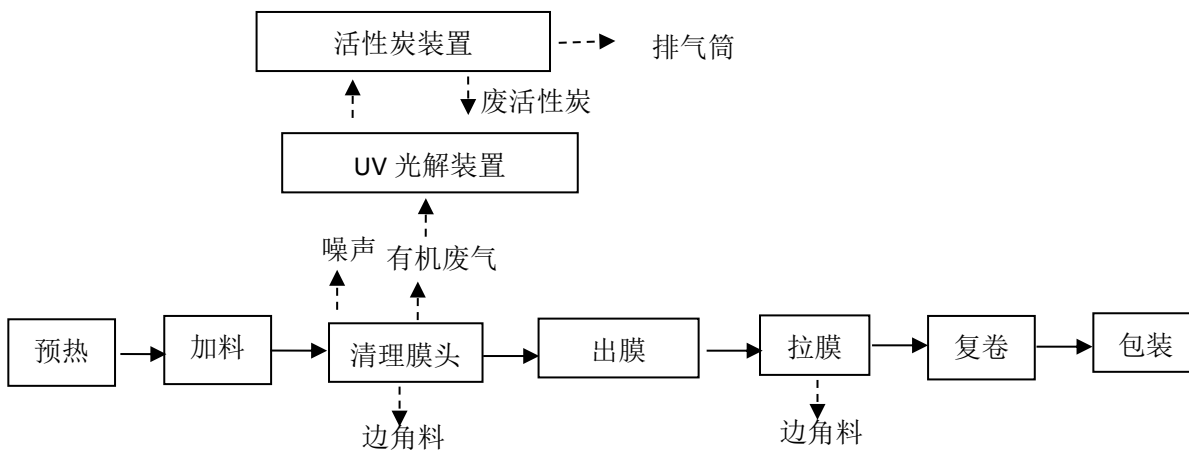 活性炭装置
排气筒
废活性炭
UV 光解装置
噪声
有机废气
预热
加料
清理膜头
出膜
拉膜
复卷
包装
边角料
边角料